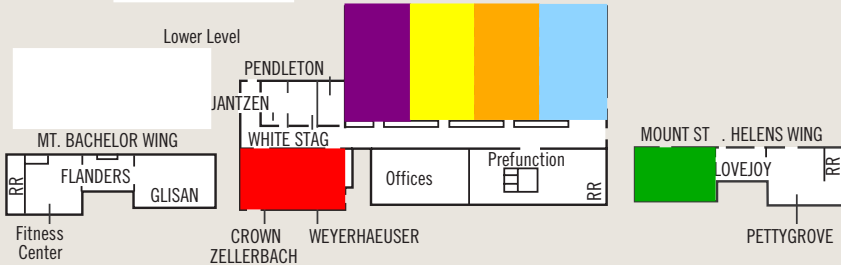 Lower Level
PENDLETON
JANTZEN
WHITE STAG
MT. BACHELOR WING
MOUNT ST . HELENS WING
RR
FLANDERS
GLISAN
Offices
Prefunction
RR
LOVEJOY
RR
Fitness
Center
CROWN
ZELLERBACH
WEYERHAEUSER
PETTYGROVE